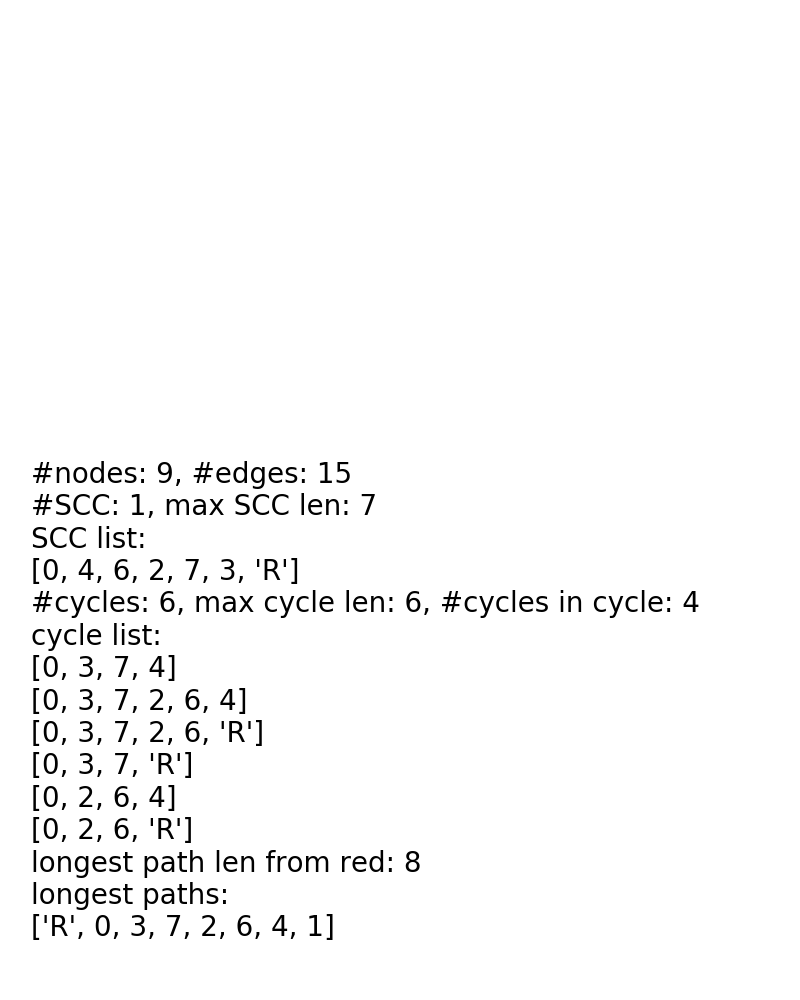 #nodes: 9, #edges: 15
#SCC: 1, max SCC len: 7
SCC list:
[0, 4, 6, 2, 7, 3, 'R']
#cycles: 6, max cycle len: 6, #cycles in cycle: 4
cycle list:
[0, 3, 7, 4]
[0, 3, 7, 2, 6, 4]
[0, 3, 7, 2, 6, 'R']
[0, 3, 7, 'R']
[0, 2, 6, 4]
[0, 2, 6, 'R']
longest path len from red: 8
longest paths:
['R', 0, 3, 7, 2, 6, 4, 1]